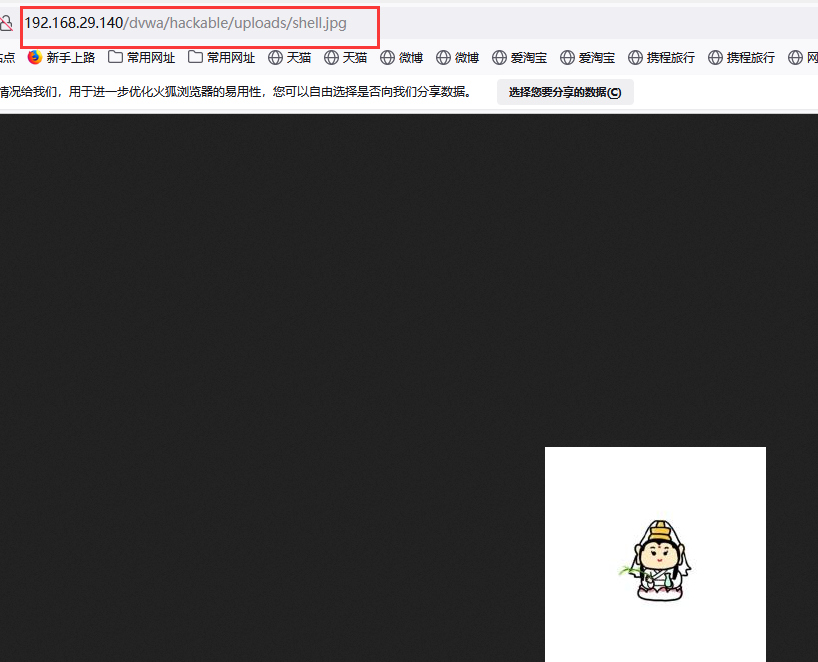 192.168.29.140/dvwa/hackable/uploads/shell.jpg
站点 新手上路 常用网址 常用网址 天猫 天猫 微博 微博 爱淘宝 爱淘宝 携程旅行 携程旅行 网
情况给我们，用于进一步优化火狐浏览器的易用性，您可以自由选择是否向我们分享数据。 选择您要分享的数据(C)